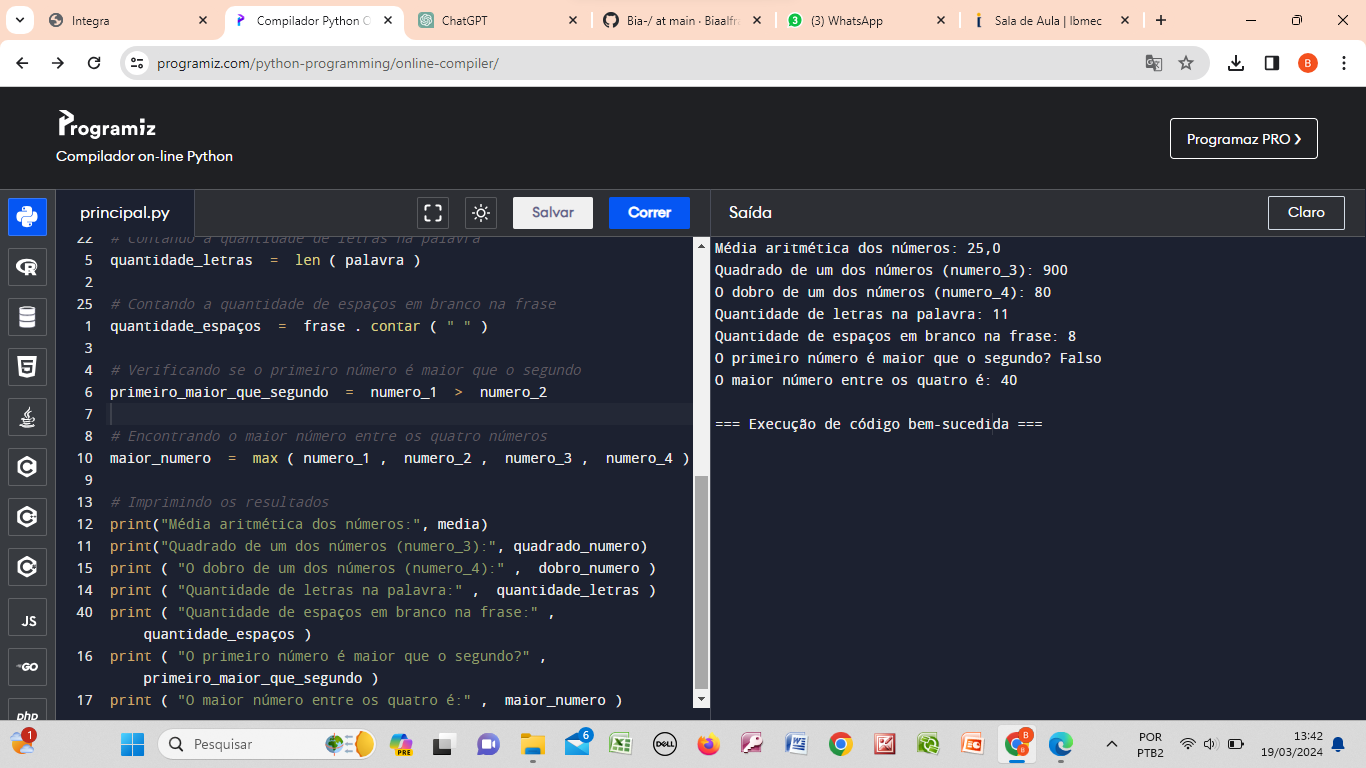 Integra
Compilador Python O
ChatGPT
Bia-/ at main · Biaalfra
(3) WhatsApp
Sala de Aula | Ibmec
programiz.com/python-programming/online-compiler/
B
Programiz
Compilador on-line Python
Programaz PRO ❯
principal.py
Salvar
Correr
Saída
Claro
22 # Contando a quantidade de letras na palavra
5 quantidade_letras = len ( palavra )
2
25 # Contando a quantidade de espaços em branco na frase
1 quantidade_espaços = frase . contar ( " " )
3
4 # Verificando se o primeiro número é maior que o segundo
6 primeiro_maior_que_segundo = numero_1 > numero_2
7
8 # Encontrando o maior número entre os quatro números
10 maior_numero = max ( numero_1 , numero_2 , numero_3 , numero_4 )
9
13 # Imprimindo os resultados
12 print("Média aritmética dos números:", media)
11 print("Quadrado de um dos números (numero_3):", quadrado_numero)
15 print ( "O dobro de um dos números (numero_4):" , dobro_numero )
14 print ( "Quantidade de letras na palavra:" , quantidade_letras )
40 print ( "Quantidade de espaços em branco na frase:" ,
quantidade_espaços )
16 print ( "O primeiro número é maior que o segundo?" ,
primeiro_maior_que_segundo )
17 print ( "O maior número entre os quatro é:" , maior_numero )
Média aritmética dos números: 25,0
Quadrado de um dos números (numero_3): 900
O dobro de um dos números (numero_4): 80
Quantidade de letras na palavra: 11
Quantidade de espaços em branco na frase: 8
O primeiro número é maior que o segundo? Falso
O maior número entre os quatro é: 40
=== Execução de código bem-sucedida ===
JS
GO
php
1
Pesquisar
PRE
6
DELL
B
POR
PTB2
13:42
19/03/2024